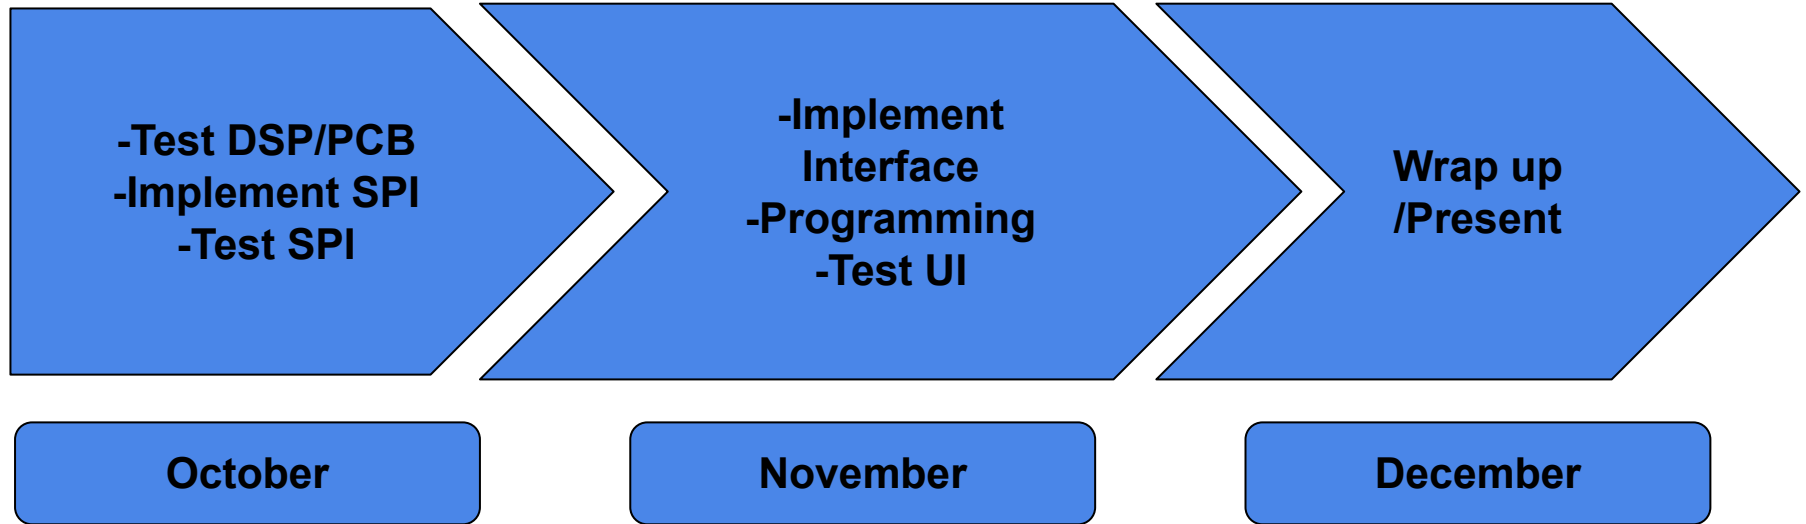 -Test DSP/PCB
-Implement SPI
-Test SPI
-Implement
Interface
-Programming
-Test UI
Wrap up
/Present
October
November
December